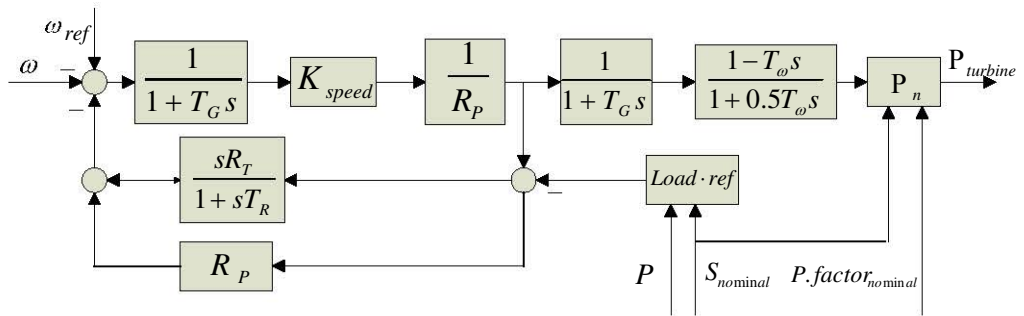 ω_ref
ω
−
−
1 / (1 + T_G s)
K_speed
1 / R_P
1 / (1 + T_G s)
(1 − T_ω s) / (1 + 0.5T_ω s)
P_n
P_turbine
sR_T / (1 + sT_R)
−
Load · ref
R_P
P
S_nominal
P.factor_nominal